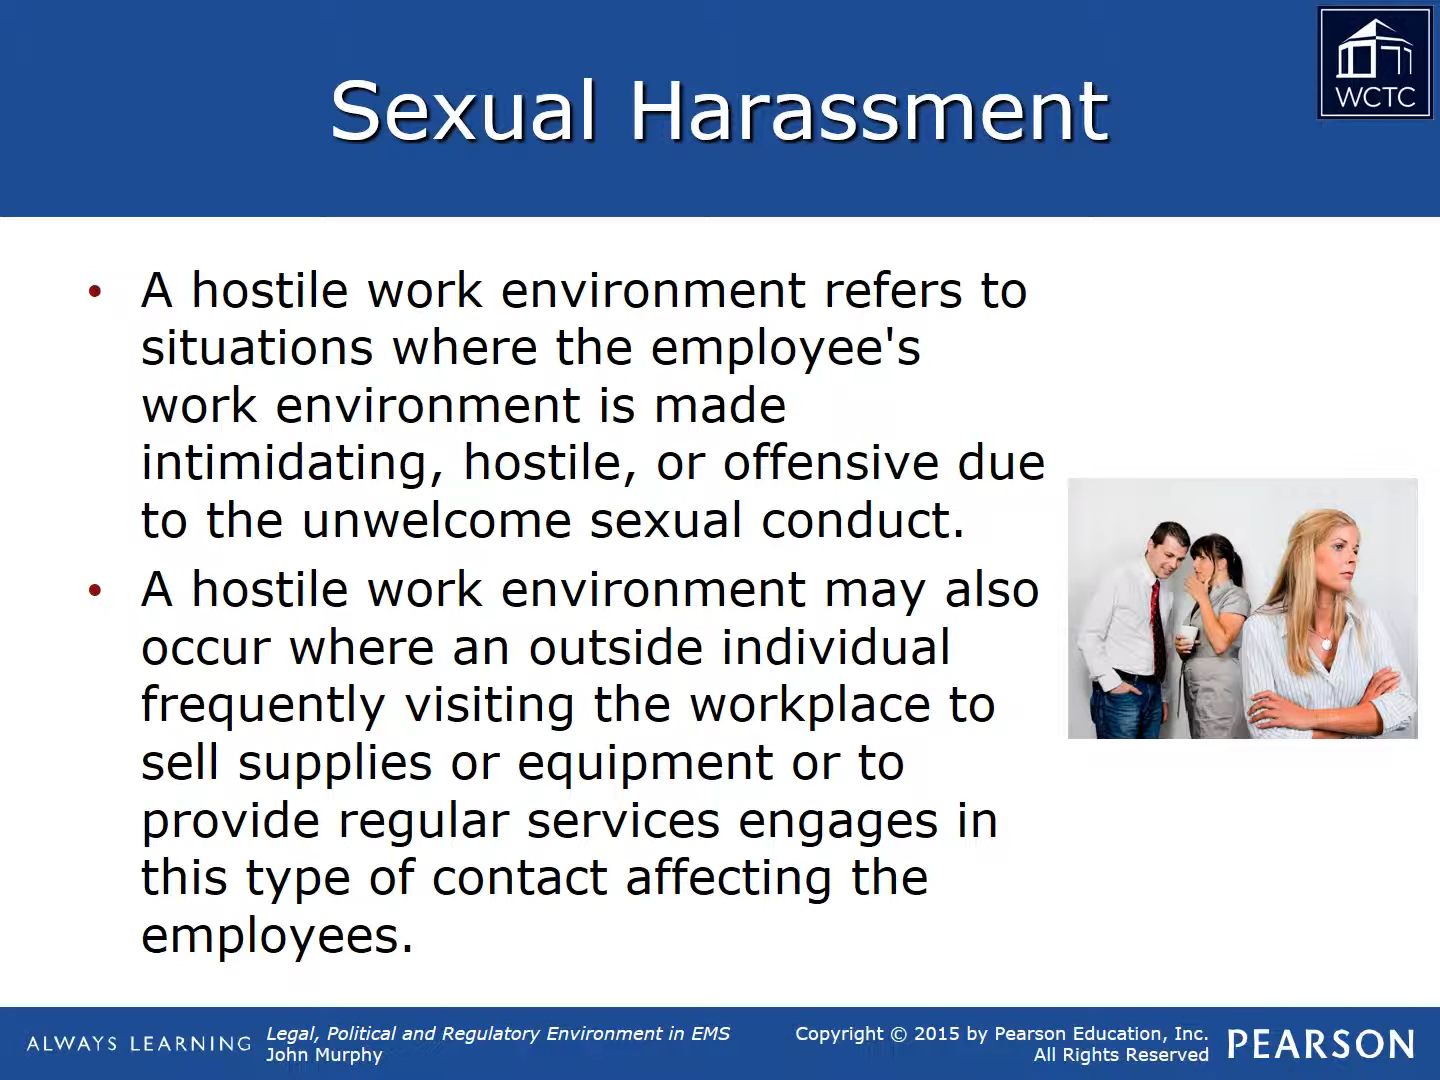 Sexual Harassment
WCTC
• A hostile work environment refers to
situations where the employee's
work environment is made
intimidating, hostile, or offensive due
to the unwelcome sexual conduct.
• A hostile work environment may also
occur where an outside individual
frequently visiting the workplace to
sell supplies or equipment or to
provide regular services engages in
this type of contact affecting the
employees.
ALWAYS LEARNING
Legal, Political and Regulatory Environment in EMS
John Murphy
Copyright © 2015 by Pearson Education, Inc.
All Rights Reserved
PEARSON